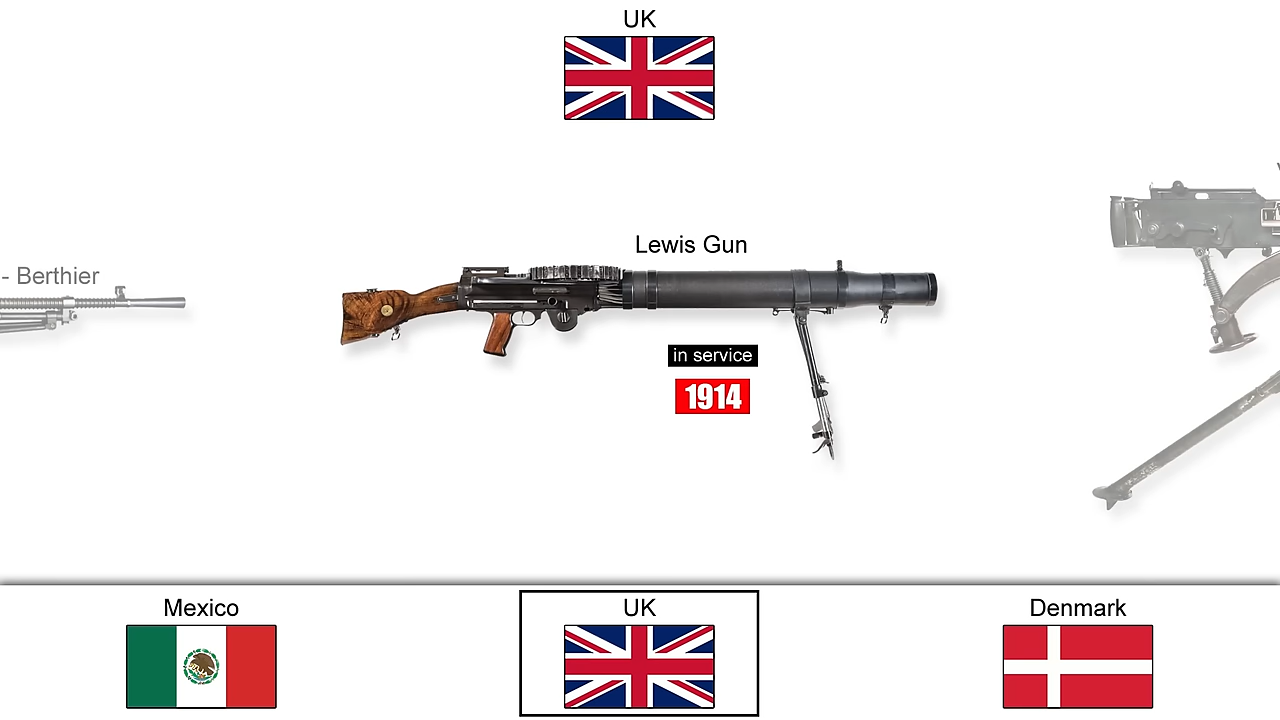 UK
Lewis Gun
- Berthier
in service
1914
Mexico
UK
Denmark